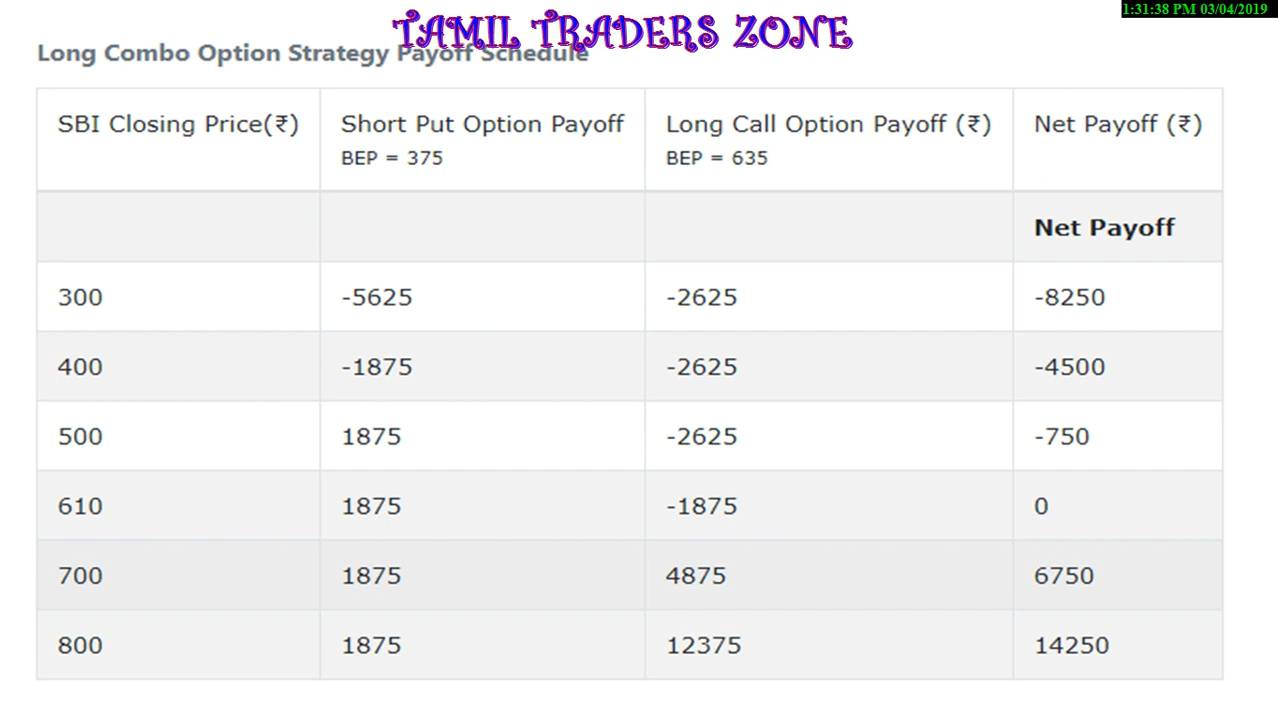 1:31:38 PM 03/04/2019
TAMIL TRADERS ZONE
Long Combo Option Strategy Payoff Schedule
SBI Closing Price(₹) Short Put Option Payoff Long Call Option Payoff (₹) Net Payoff (₹)
BEP = 375 BEP = 635
Net Payoff
300 -5625 -2625 -8250
400 -1875 -2625 -4500
500 1875 -2625 -750
610 1875 -1875 0
700 1875 4875 6750
800 1875 12375 14250